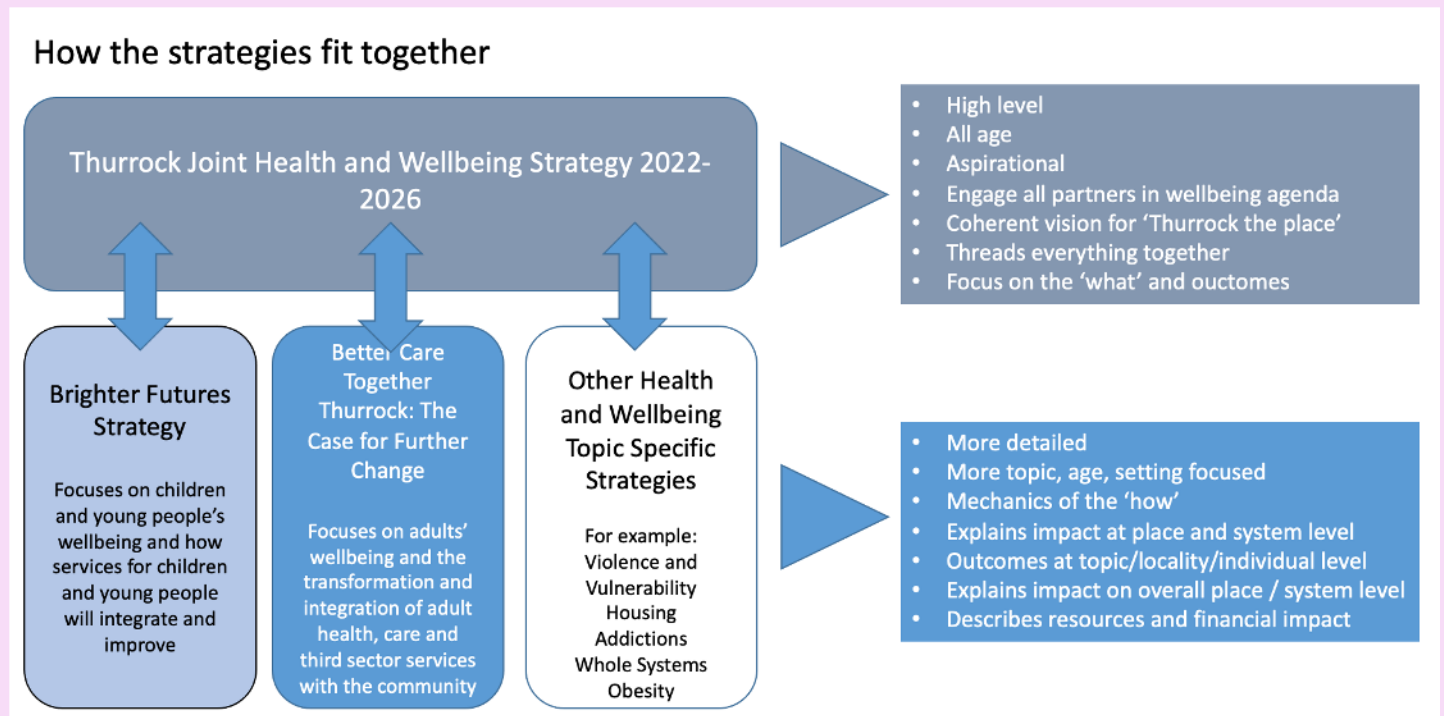 How the strategies fit together
Thurrock Joint Health and Wellbeing Strategy 2022-
2026
• High level
• All age
• Aspirational
• Engage all partners in wellbeing agenda
• Coherent vision for ‘Thurrock the place’
• Threads everything together
• Focus on the ‘what’ and ouctomes
Brighter Futures
Strategy
Focuses on children
and young people’s
wellbeing and how
services for children
and young people
will integrate and
improve
Better Care
Together
Thurrock: The
Case for Further
Change
Focuses on adults’
wellbeing and the
transformation and
integration of adult
health, care and
third sector services
with the community
Other Health
and Wellbeing
Topic Specific
Strategies
For example:
Violence and
Vulnerability
Housing
Addictions
Whole Systems
Obesity
• More detailed
• More topic, age, setting focused
• Mechanics of the ‘how’
• Explains impact at place and system level
• Outcomes at topic/locality/individual level
• Explains impact on overall place / system level
• Describes resources and financial impact